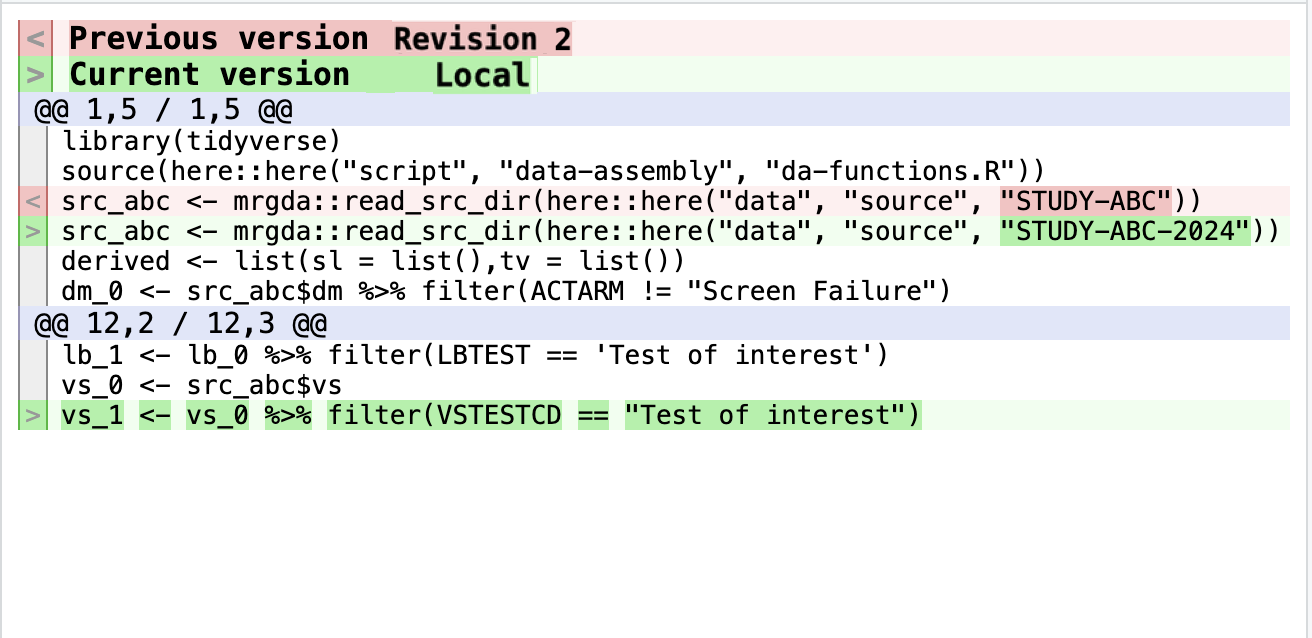 < Previous version Revision 2
> Current version Local
@@ 1,5 / 1,5 @@
library(tidyverse)
source(here::here("script", "data-assembly", "da-functions.R"))
< src_abc <- mrgda::read_src_dir(here::here("data", "source", "STUDY-ABC"))
> src_abc <- mrgda::read_src_dir(here::here("data", "source", "STUDY-ABC-2024"))
derived <- list(sl = list(),tv = list())
dm_0 <- src_abc$dm %>% filter(ACTARM != "Screen Failure")
@@ 12,2 / 12,3 @@
lb_1 <- lb_0 %>% filter(LBTEST == 'Test of interest')
vs_0 <- src_abc$vs
> vs_1 <- vs_0 %>% filter(VSTESTCD == "Test of interest")